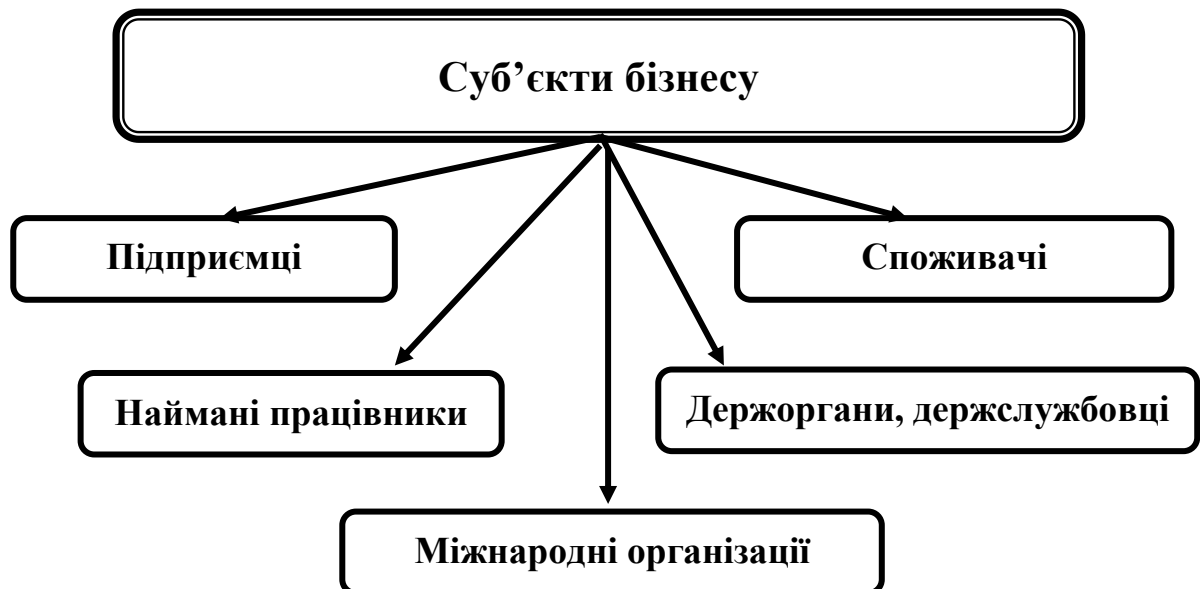 Суб’єкти бізнесу
Підприємці
Споживачі
Наймані працівники
Держоргани, держслужбовці
Міжнародні організації